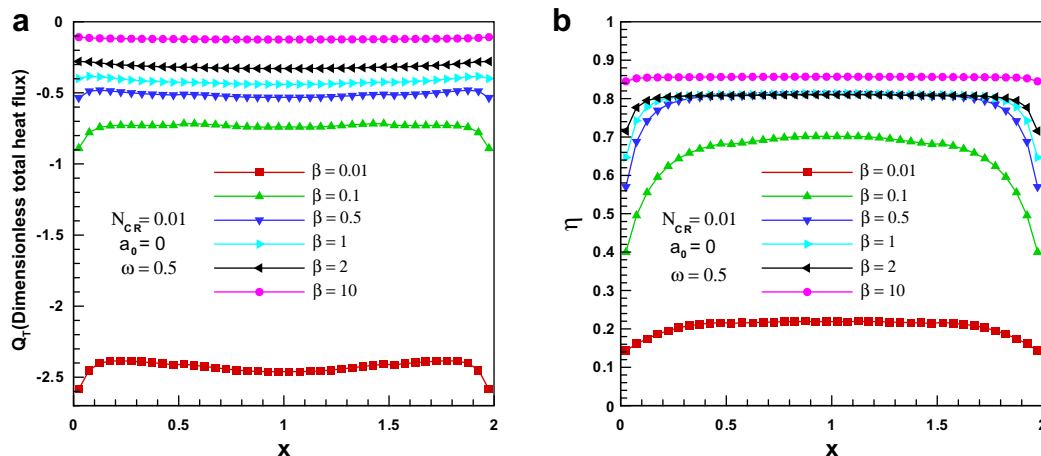 a
Q_T(Dimensionless total heat flux)
0
-0.5
-1
-1.5
-2
-2.5
β = 0.01
β = 0.1
β = 0.5
β = 1
β = 2
β = 10
N_CR = 0.01
a_0 = 0
ω = 0.5
0
0.5
1
1.5
2
x
b
η
1
0.9
0.8
0.7
0.6
0.5
0.4
0.3
0.2
0.1
0
N_CR = 0.01
a_0 = 0
ω = 0.5
β = 0.01
β = 0.1
β = 0.5
β = 1
β = 2
β = 10
0
0.5
1
1.5
2
x